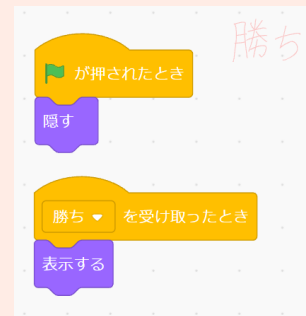 勝ち
が押されたとき
隠す
勝ち を受け取ったとき
表示する